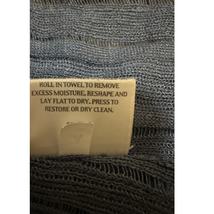 ROLL IN TOWEL TO REMOVE
EXCESS MOISTURE, RESHAPE AND
LAY FLAT TO DRY. PRESS TO
RESTORE OR DRY CLEAN.